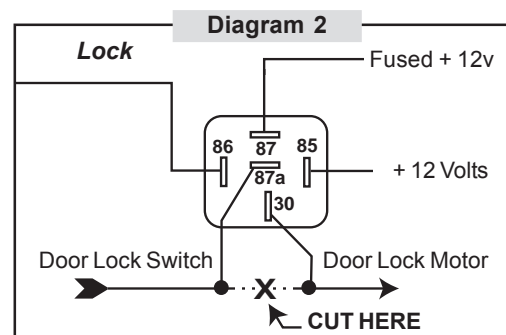 Diagram 2
Lock
Fused + 12v
86 87 85
87a
+ 12 Volts
30
Door Lock Switch Door Lock Motor
X
CUT HERE